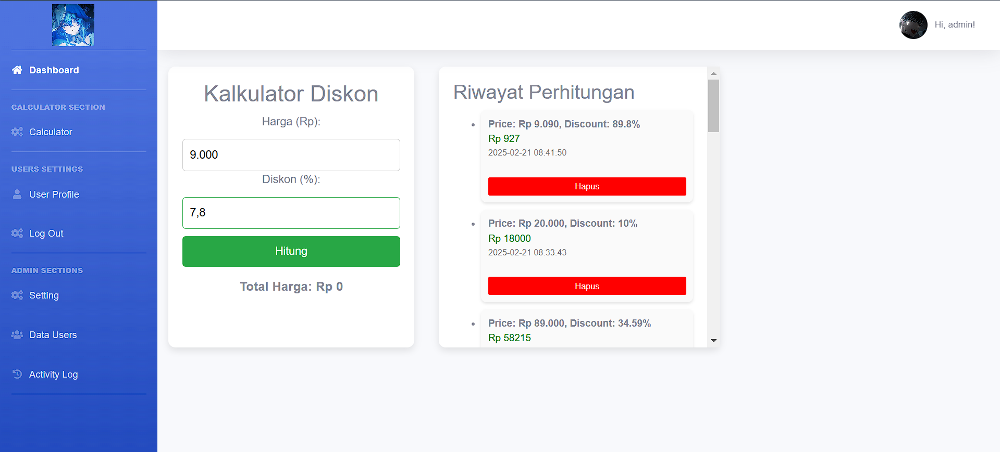 Hi, admin!
Dashboard
CALCULATOR SECTION
Calculator
USERS SETTINGS
User Profile
Log Out
ADMIN SECTIONS
Setting
Data Users
Activity Log
Kalkulator Diskon
Harga (Rp):
9.000
Diskon (%):
7,8
Hitung
Total Harga: Rp 0
Riwayat Perhitungan
Price: Rp 9.090, Discount: 89.8%
Rp 927
2025-02-21 08:41:50
Hapus
Price: Rp 20.000, Discount: 10%
Rp 18000
2025-02-21 08:33:43
Hapus
Price: Rp 89.000, Discount: 34.59%
Rp 58215